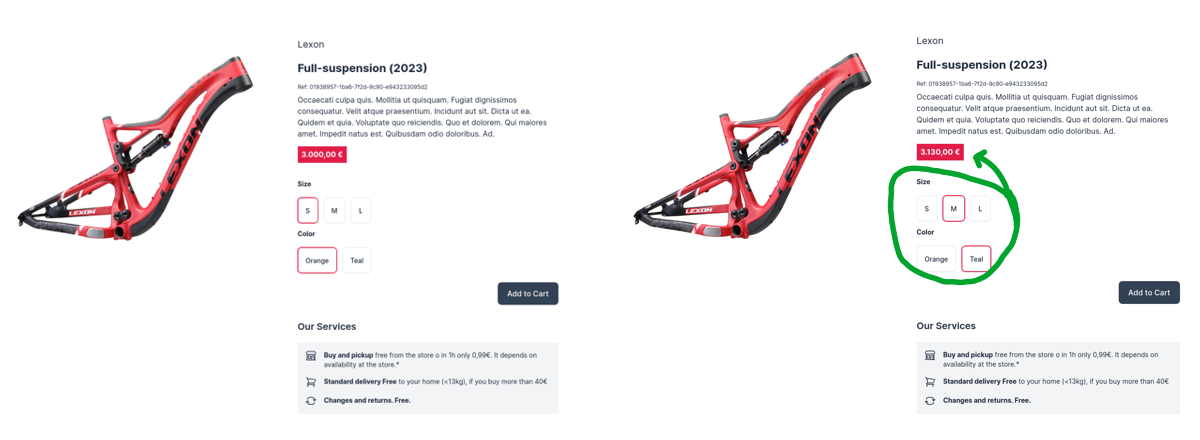 LEXON
LEXON
Lexon
Full-suspension (2023)
Ref: 01938957-1ba6-7f2d-9c90-e943233095d2
Occaecati culpa quis. Mollitia ut quisquam. Fugiat dignissimos
consequatur. Velit atque praesentium. Incidunt aut sit. Dicta ut ea.
Quidem et quia. Voluptate quo reiciendis. Quo et dolorem. Qui maiores
amet. Impedit natus est. Quibusdam odio doloribus. Ad.
3.000,00 €
Size
S M L
Color
Orange Teal
Add to Cart
Our Services
Buy and pickup free from the store o in 1h only 0,99€. It depends on
availability at the store.*
Standard delivery Free to your home (<13kg), if you buy more than 40€
Changes and returns. Free.
LEXON
LEXON
Lexon
Full-suspension (2023)
Ref: 01938957-1ba6-7f2d-9c90-e943233095d2
Occaecati culpa quis. Mollitia ut quisquam. Fugiat dignissimos
consequatur. Velit atque praesentium. Incidunt aut sit. Dicta ut ea.
Quidem et quia. Voluptate quo reiciendis. Quo et dolorem. Qui maiores
amet. Impedit natus est. Quibusdam odio doloribus. Ad.
3.130,00 €
Size
S M L
Color
Orange Teal
Add to Cart
Our Services
Buy and pickup free from the store o in 1h only 0,99€. It depends on
availability at the store.*
Standard delivery Free to your home (<13kg), if you buy more than 40€
Changes and returns. Free.